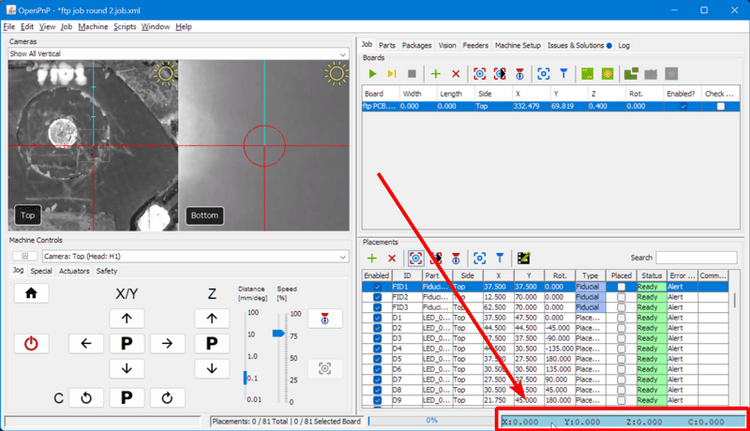 OpenPnP - *ftp job round 2.job.xml
File Edit View Job Machine Scripts Window Help
Cameras
Show All Vertical
FIDS
Top
Bottom
Machine Controls
Camera: Top (Head: H1)
Jog Special Actuators Safety
X/Y Z
Distance [mm/deg]
Speed [%]
100 100
10 75
1.0 50
0.1 25
0.01 0
P P
C P
Job Parts Packages Vision Feeders Machine Setup Issues & Solutions Log
Boards
Board Width Length Side X Y Z Rot. Enabled? Check ...
ftp PCB.... 0.000 0.000 Top 332.479 69.819 0.400 0.000
Placements
Search
Enabled ID Part Side X Y Rot. Type Placed Status Error ... Comm...
FID1 Fiduci... Top 37.500 37.500 0.000 Fiducial Ready Alert
FID2 Fiduci... Top 12.500 70.000 0.000 Fiducial Ready Alert
FID3 Fiduci... Top 62.500 70.000 0.000 Fiducial Ready Alert
D1 LED_0... Top 37.500 47.500 0.000 Place... Ready Alert
D2 LED_0... Top 44.500 44.500 -45.000 Place... Ready Alert
D3 LED_0... Top 47.500 37.500 -90.000 Place... Ready Alert
D4 LED_0... Top 44.500 30.500 -135.000 Place... Ready Alert
D5 LED_0... Top 37.500 27.500 180.000 Place... Ready Alert
D6 LED_0... Top 30.500 30.500 135.000 Place... Ready Alert
D7 LED_0... Top 27.500 37.500 90.000 Place... Ready Alert
D8 LED_0... Top 30.500 44.500 45.000 Place... Ready Alert
D9 LED_0... Top 21.750 45.000 180.000 Place... Ready Alert
Placements: 0 / 81 Total | 0 / 81 Selected Board
0%
X:0.000 Y:0.000 Z:0.000 C:0.000